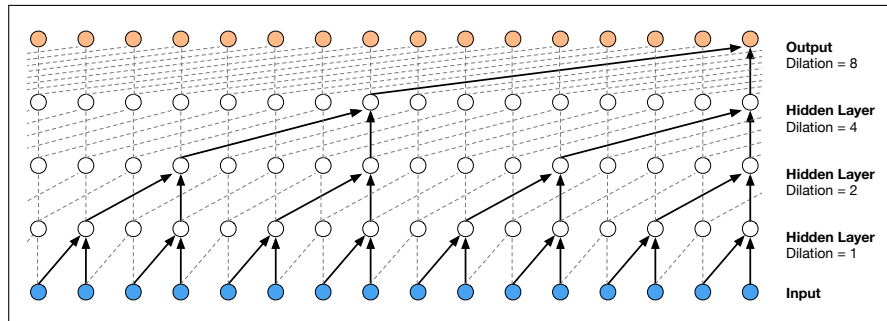 Output
Dilation = 8
Hidden Layer
Dilation = 4
Hidden Layer
Dilation = 2
Hidden Layer
Dilation = 1
Input